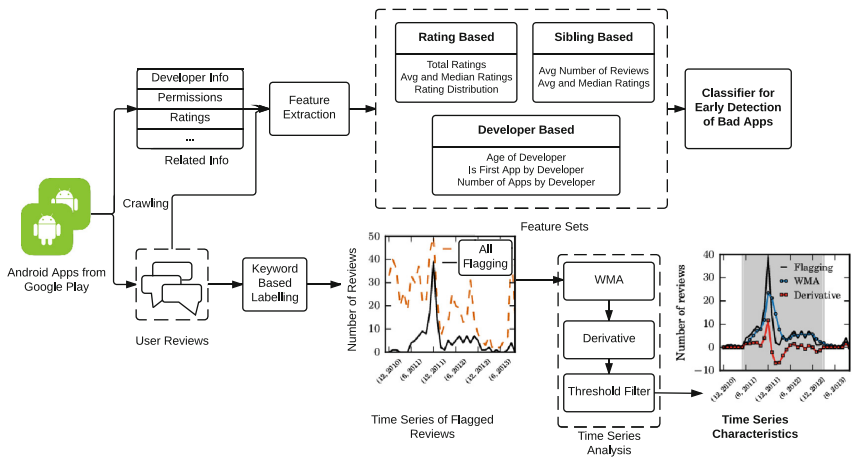 Rating Based
Total Ratings
Avg and Median Ratings
Rating Distribution
Sibling Based
Avg Number of Reviews
Avg and Median Ratings
Developer Based
Age of Developer
Is First App by Developer
Number of Apps by Developer
Feature Sets
Classifier for
Early Detection
of Bad Apps
Developer Info
Permissions
Ratings
...
Related Info
Feature
Extraction
Crawling
Android Apps from
Google Play
User Reviews
Keyword
Based
Labelling
Number of Reviews
50
40
30
20
10
0
All
Flagging
(12, 2010)
(6, 2011)
(12, 2011)
(6, 2012)
(12, 2012)
(6, 2013)
Time Series of Flagged
Reviews
WMA
Derivative
Threshold Filter
Time Series
Analysis
Number of reviews
40
30
20
10
0
−10
Flagging
WMA
Derivative
(12, 2010)
(6, 2011)
(12, 2011)
(6, 2012)
(12, 2012)
(6, 2013)
Time Series
Characteristics